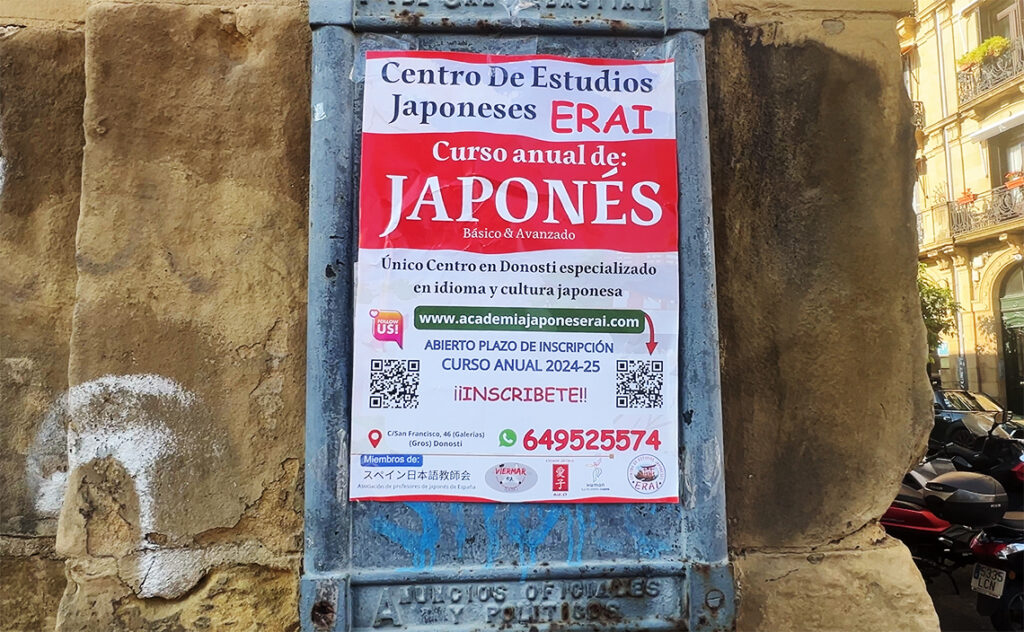 Centro De Estudios
Japoneses ERAI
Curso anual de:
JAPONÉS
Básico & Avanzado
Único Centro en Donosti especializado
en idioma y cultura japonesa
FOLLOW
US!
www.academiajaponeserai.com
ABIERTO PLAZO DE INSCRIPCIÓN
CURSO ANUAL 2024-25
¡¡INSCRIBETE!!
C/San Francisco, 46 (Galerías)
(Gros) Donosti
649525574
Miembros de:
スペイン日本語教師会
Asociación de profesores de japonés de España
VIERMAR
愛子
ERAI
ANUNCIOS OFICIALES
Y POLITICOS
LCN